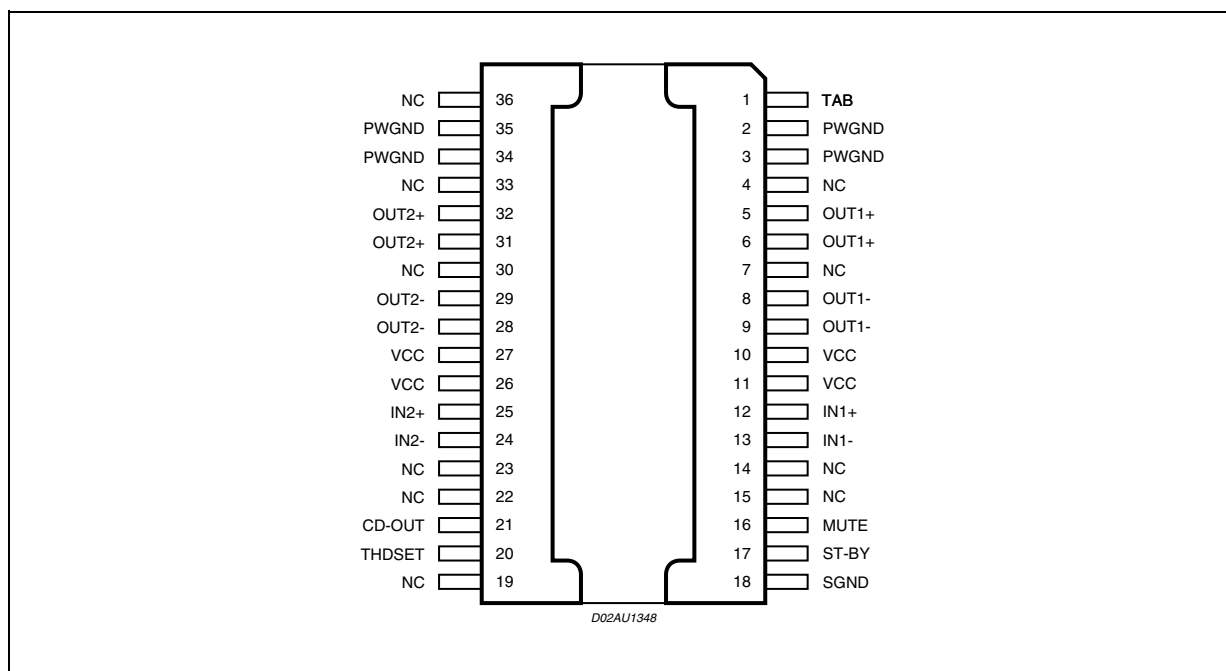 NC 36 1 TAB
PWGND 35 2 PWGND
PWGND 34 3 PWGND
NC 33 4 NC
OUT2+ 32 5 OUT1+
OUT2+ 31 6 OUT1+
NC 30 7 NC
OUT2- 29 8 OUT1-
OUT2- 28 9 OUT1-
VCC 27 10 VCC
VCC 26 11 VCC
IN2+ 25 12 IN1+
IN2- 24 13 IN1-
NC 23 14 NC
NC 22 15 NC
CD-OUT 21 16 MUTE
THDSET 20 17 ST-BY
NC 19 18 SGND
D02AU1348